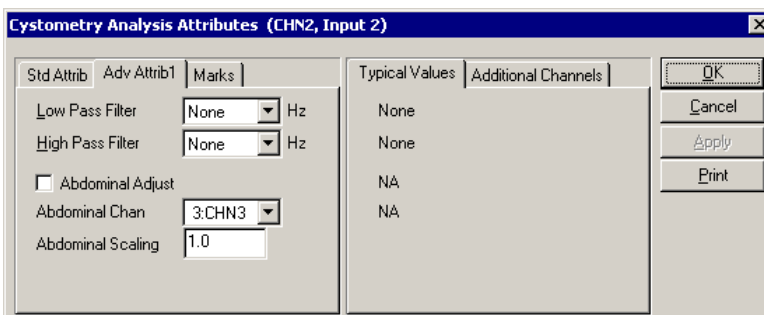 Cystometry Analysis Attributes (CHN2, Input 2)
Std Attrib Adv Attrib1 Marks
Low Pass Filter None Hz
High Pass Filter None Hz
Abdominal Adjust
Abdominal Chan 3:CHN3
Abdominal Scaling 1.0
Typical Values Additional Channels
None
None
NA
NA
OK
Cancel
Apply
Print